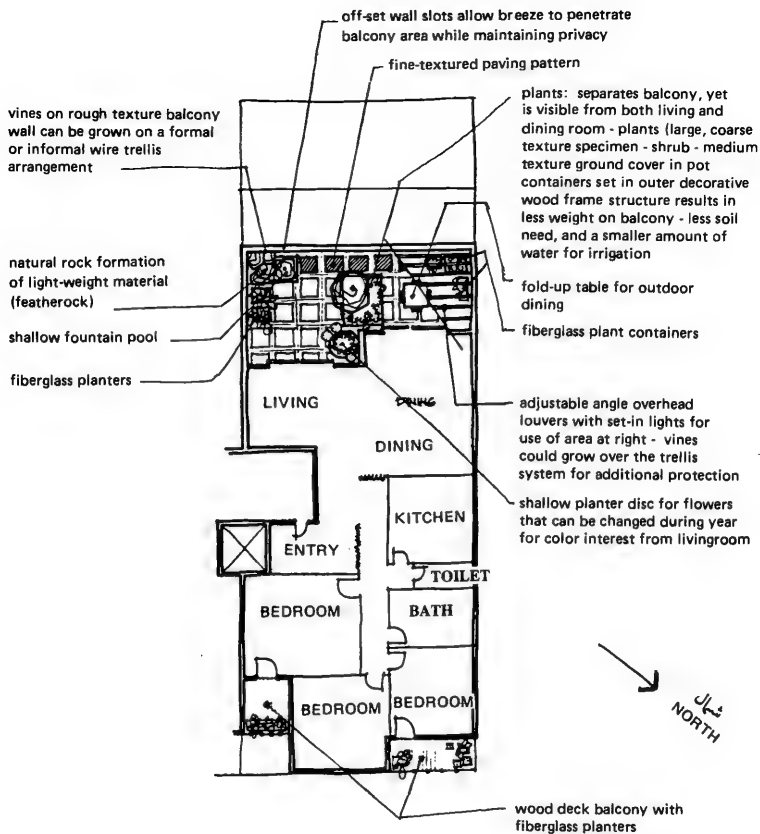 off-set wall slots allow breeze to penetrate
balcony area while maintaining privacy
fine-textured paving pattern
vines on rough texture balcony
wall can be grown on a formal
or informal wire trellis
arrangement
plants: separates balcony, yet
is visible from both living and
dining room - plants (large, coarse
texture specimen - shrub - medium
texture ground cover in pot
containers set in outer decorative
wood frame structure results in
less weight on balcony - less soil
need, and a smaller amount of
water for irrigation
natural rock formation
of light-weight material
(featherock)
shallow fountain pool
fiberglass planters
fold-up table for outdoor
dining
fiberglass plant containers
adjustable angle overhead
louvers with set-in lights for
use of area at right - vines
could grow over the trellis
system for additional protection
shallow planter disc for flowers
that can be changed during year
for color interest from livingroom
LIVING
DINING
DINING
KITCHEN
ENTRY
TOILET
BEDROOM
BATH
BEDROOM
BEDROOM
شمال
NORTH
wood deck balcony with
fiberglass planters